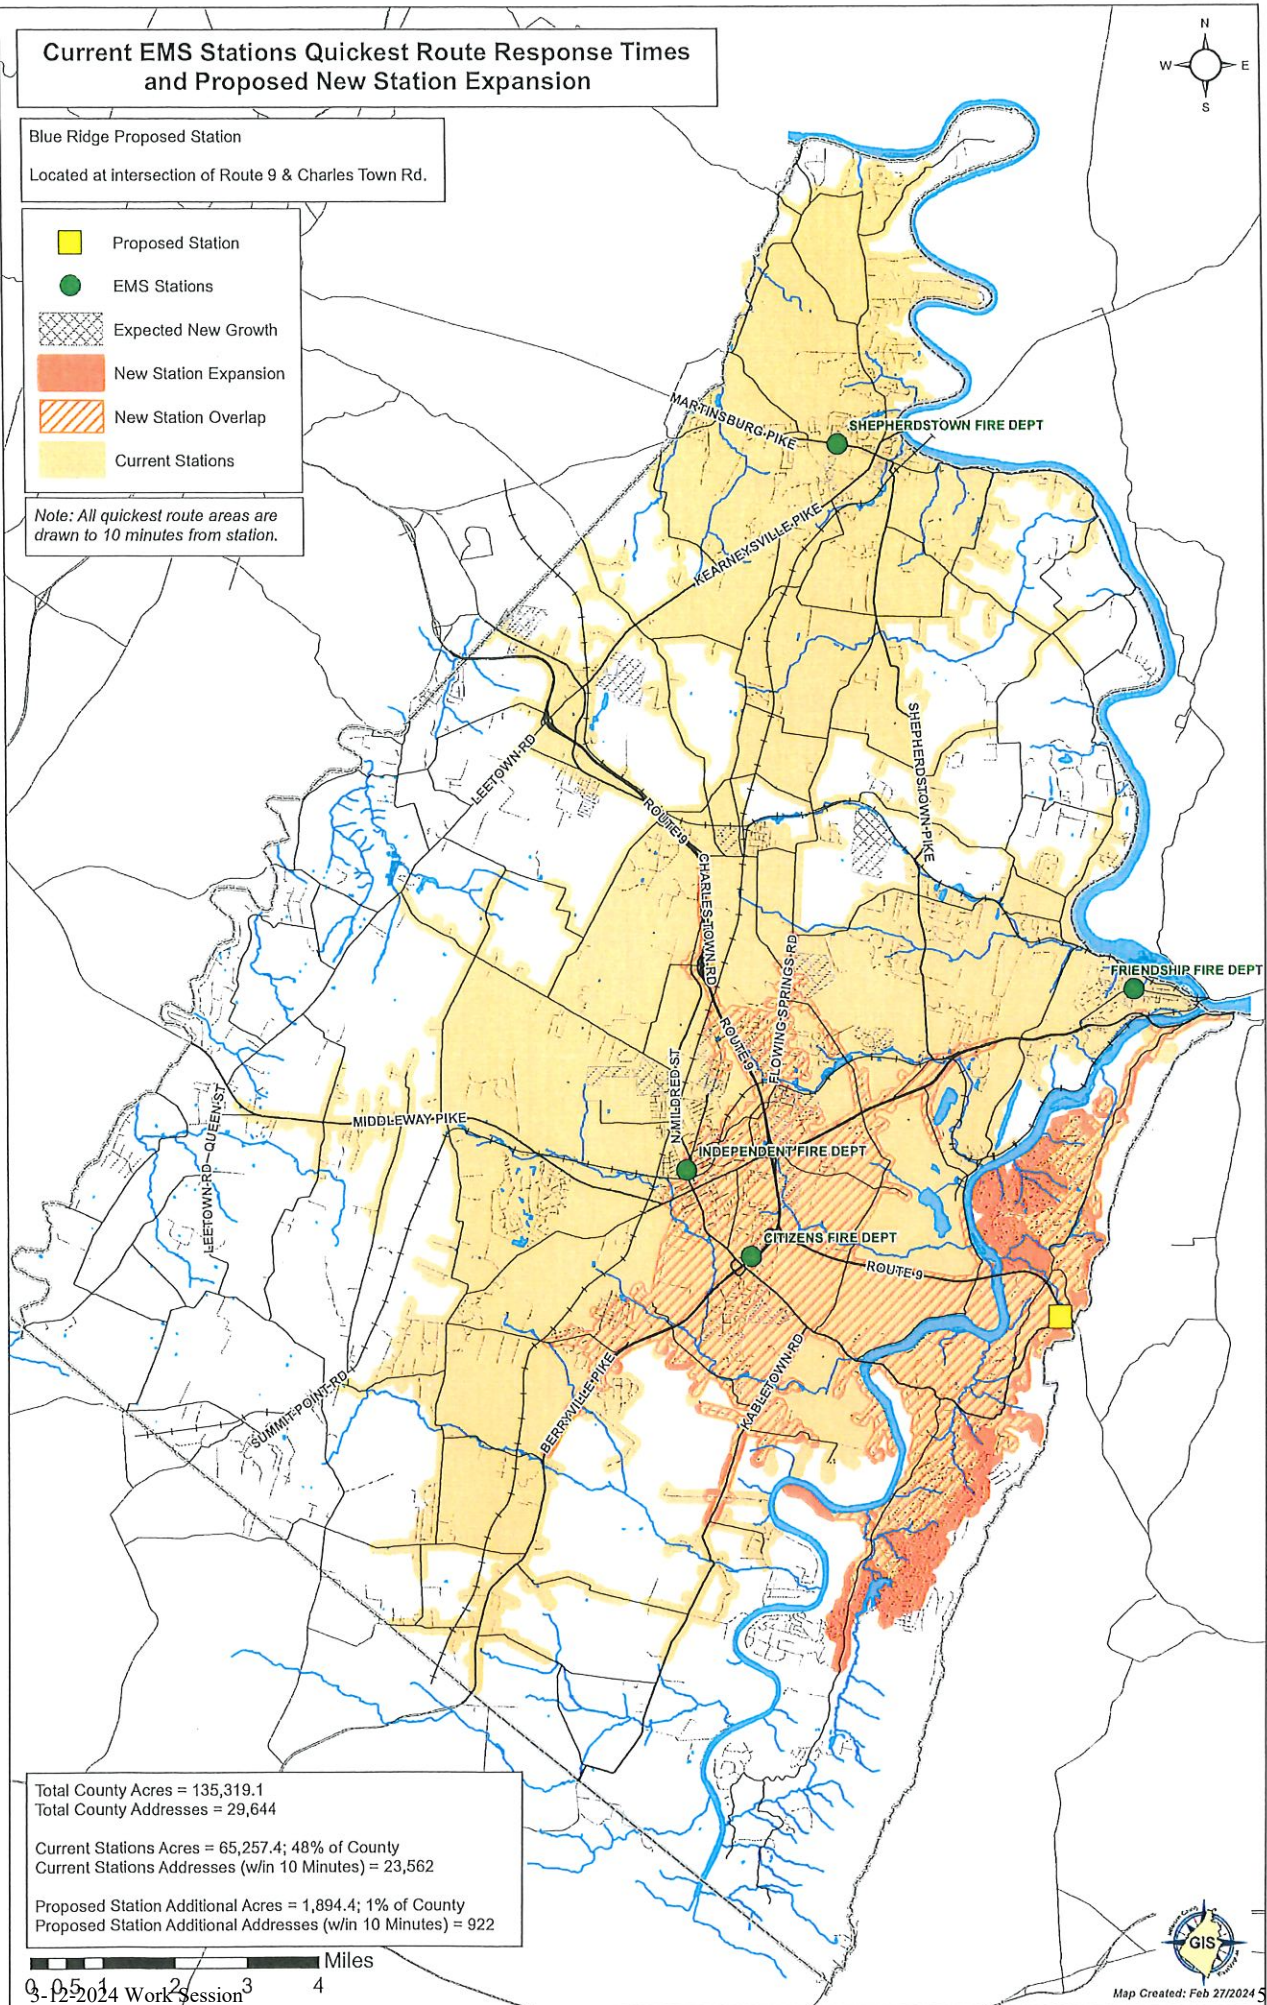 Current EMS Stations Quickest Route Response Times
and Proposed New Station Expansion
N
W
E
S
Blue Ridge Proposed Station
Located at intersection of Route 9 & Charles Town Rd.
Proposed Station
EMS Stations
Expected New Growth
New Station Expansion
New Station Overlap
Current Stations
Note: All quickest route areas are
drawn to 10 minutes from station.
MARTINSBURG PIKE
SHEPHERDSTOWN FIRE DEPT
KEARNEYSVILLE PIKE
SHEPHERDSTOWN PIKE
LEETOWN RD
ROUTE 9
CHARLES TOWN RD
FLOWING SPRINGS RD
FRIENDSHIP FIRE DEPT
ROUTE 9
N MILDRED ST
MIDDLEWAY PIKE
LEETOWN RD - QUEEN ST
INDEPENDENT FIRE DEPT
CITIZENS FIRE DEPT
ROUTE 9
KABLETOWN RD
BERRYVILLE PIKE
SUMMIT POINT RD
Total County Acres = 135,319.1
Total County Addresses = 29,644
Current Stations Acres = 65,257.4; 48% of County
Current Stations Addresses (w/in 10 Minutes) = 23,562
Proposed Station Additional Acres = 1,894.4; 1% of County
Proposed Station Additional Addresses (w/in 10 Minutes) = 922
Miles
0 0.5 1 2 3 4
3-12-2024 Work Session
GIS
Map Created: Feb 27/2024
5